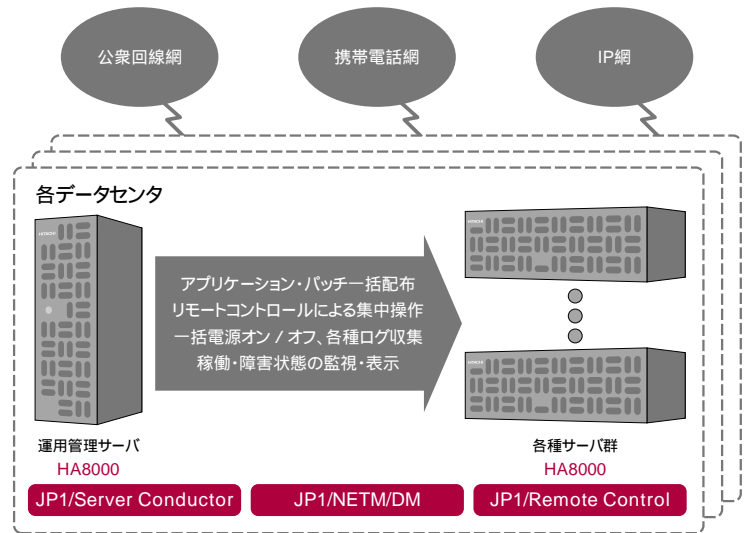 公衆回線網
携帯電話網
IP網
各データセンタ
HITACHI
HITACHI
アプリケーション・パッチ一括配布
リモートコントロールによる集中操作
一括電源オン / オフ、各種ログ収集
稼働・障害状態の監視・表示
HITACHI
運用管理サーバ
各種サーバ群
HA8000
HA8000
JP1/Server Conductor
JP1/NETM/DM
JP1/Remote Control